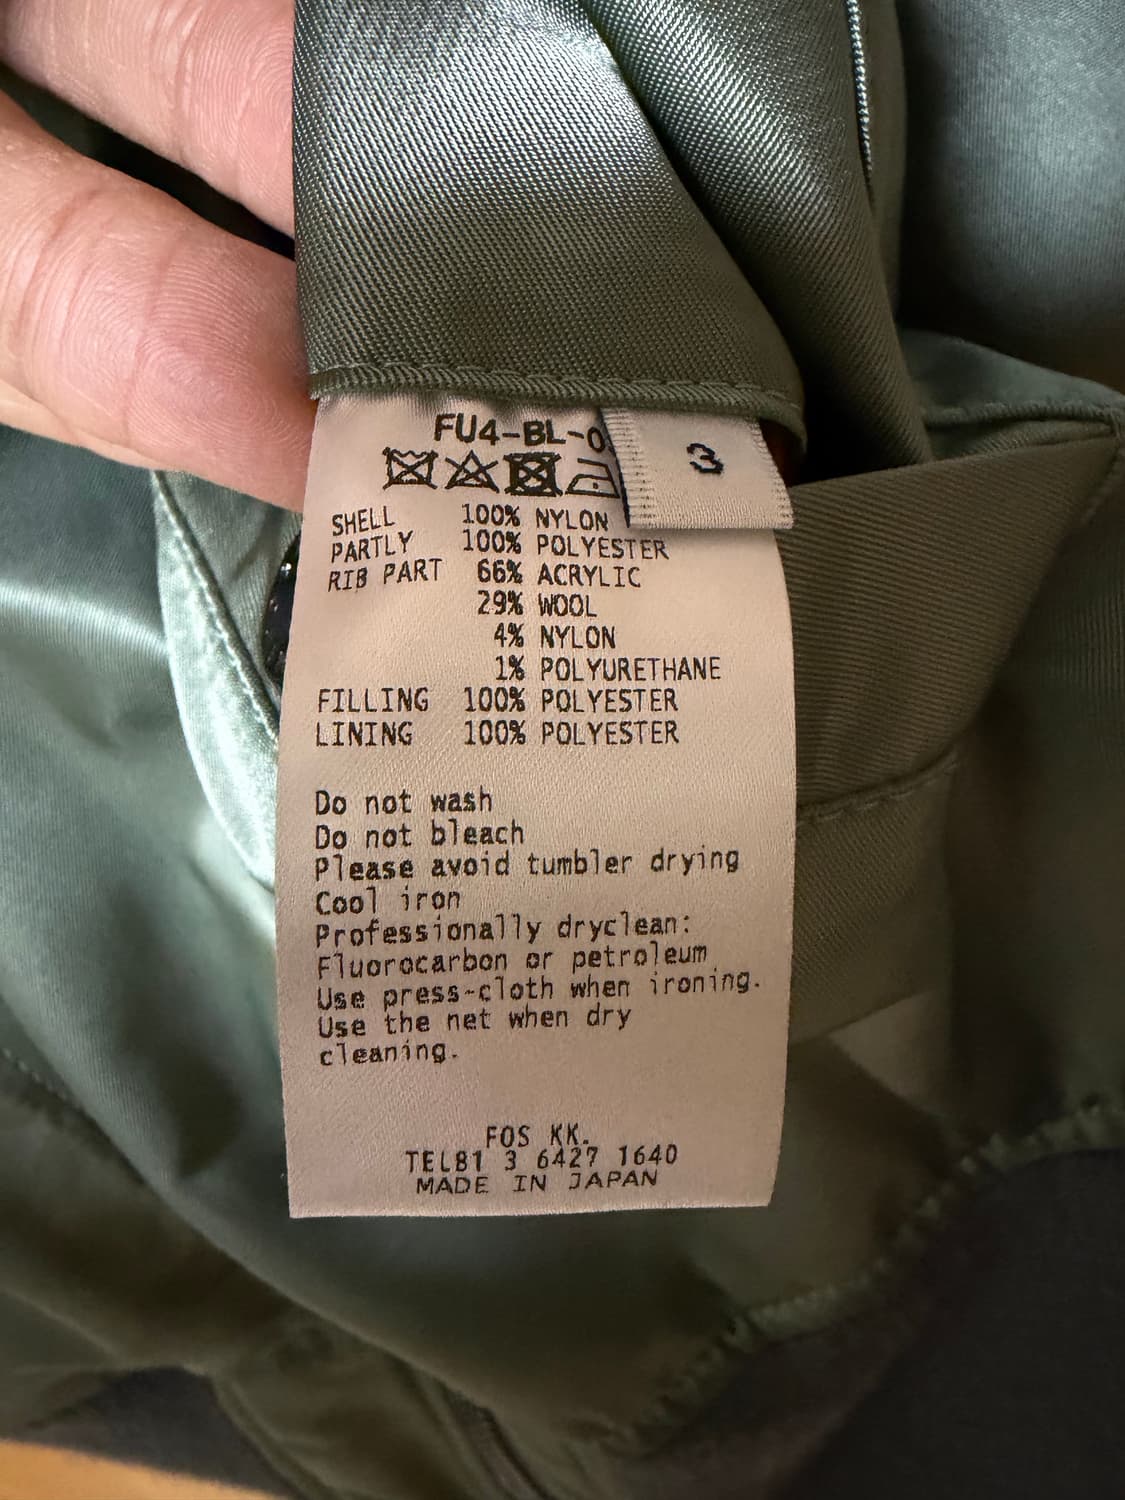 FU4-BL-0
3
SHELL 100% NYLON
PARTLY 100% POLYESTER
RIB PART 66% ACRYLIC
29% WOOL
4% NYLON
1% POLYURETHANE
FILLING 100% POLYESTER
LINING 100% POLYESTER
Do not wash
Do not bleach
Please avoid tumbler drying
Cool iron
Professionally dryclean:
Fluorocarbon or petroleum
Use press-cloth when ironing.
Use the net when dry
cleaning.
FOS KK.
TEL81 3 6427 1640
MADE IN JAPAN